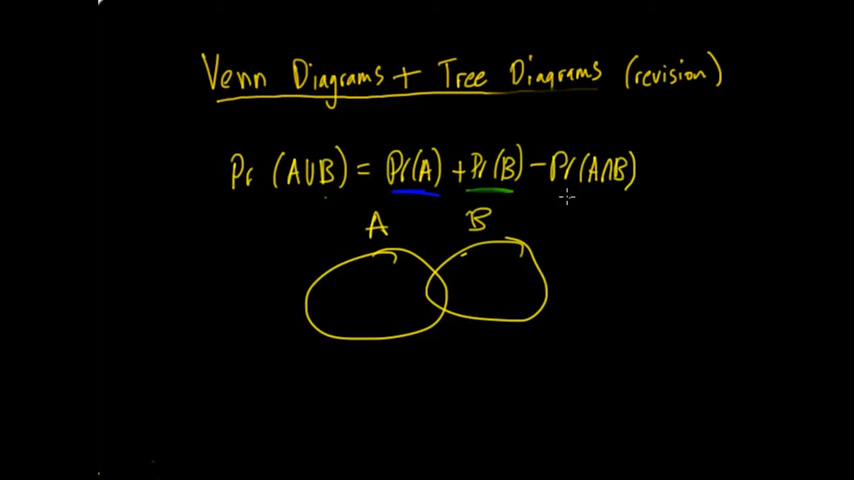 Venn Diagrams + Tree Diagrams (revision)
Pr (A∪B) = Pr(A) + Pr(B) - Pr(A∩B)
A B